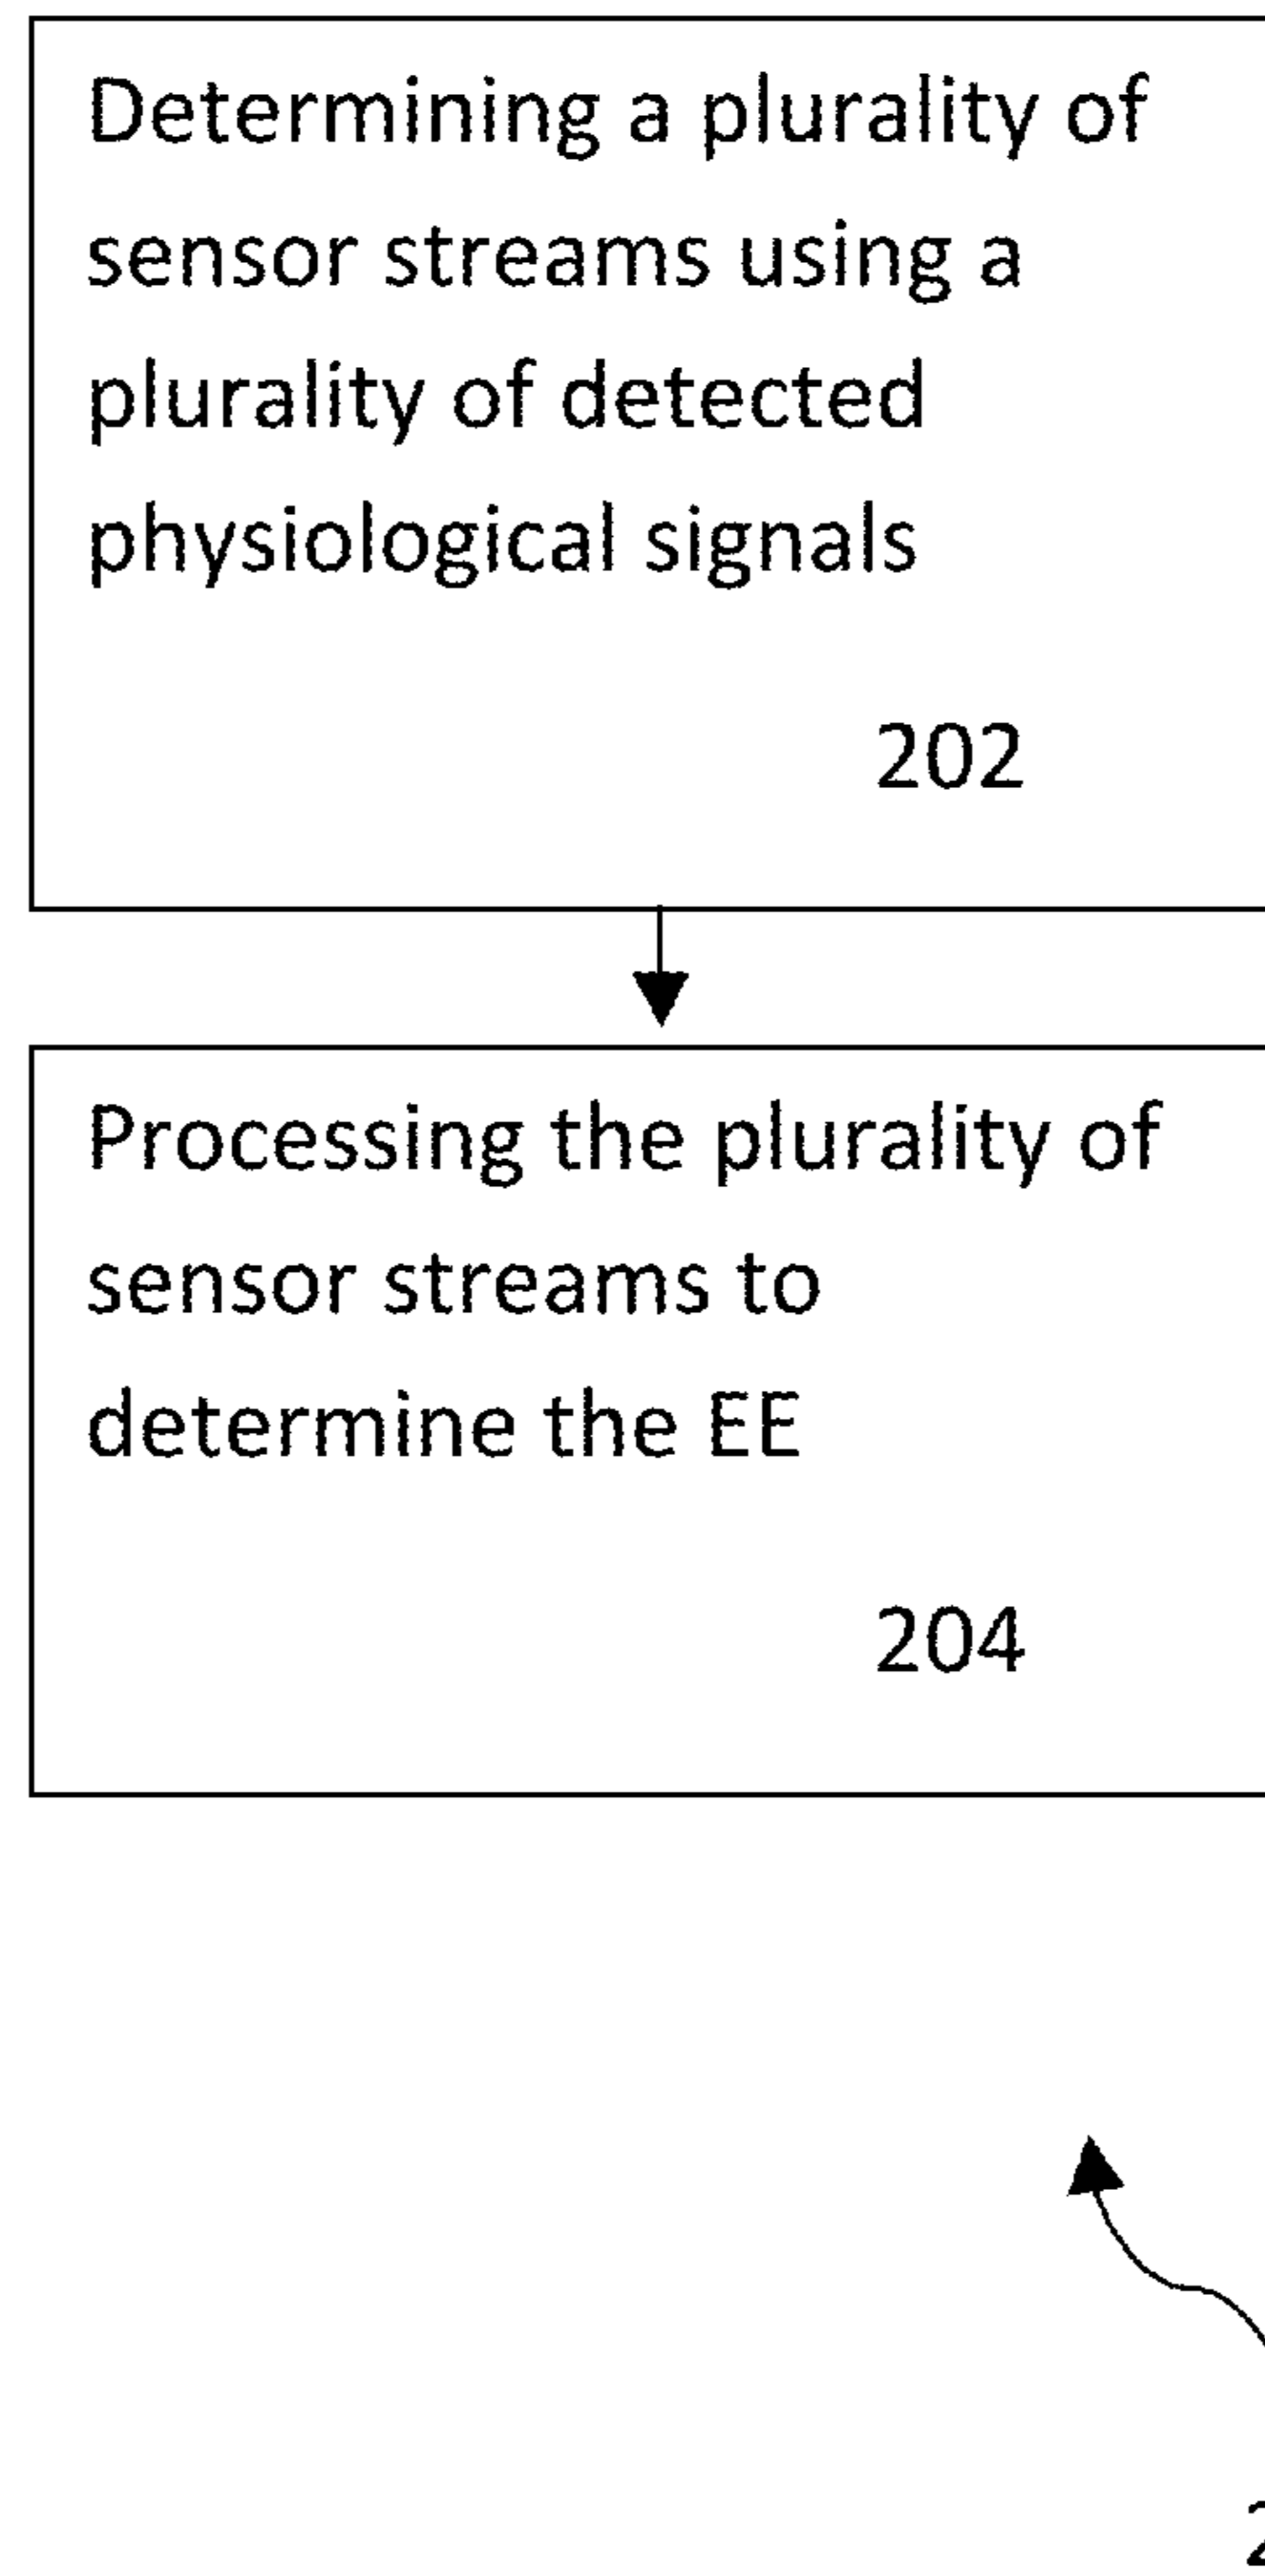 Determining a plurality of
sensor streams using a
plurality of detected
physiological signals
202
Processing the plurality of
sensor streams to
determine the EE
204